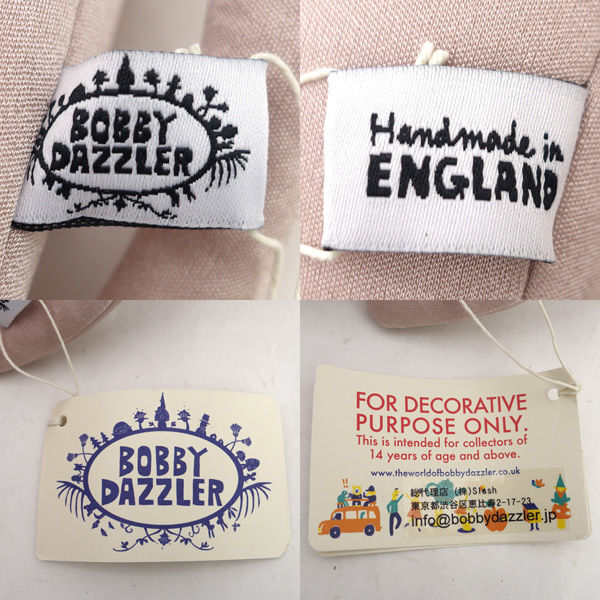 BOBBY
DAZZLER
Handmade in
ENGLAND
BOBBY
DAZZLER
FOR DECORATIVE
PURPOSE ONLY.
This is intended for collectors of
14 years of age and above.
www.theworldofbobbydazzler.co.uk
総代理店 (株)Slash
東京都渋谷区恵比寿2-17-23
info@bobbydazzler.jp